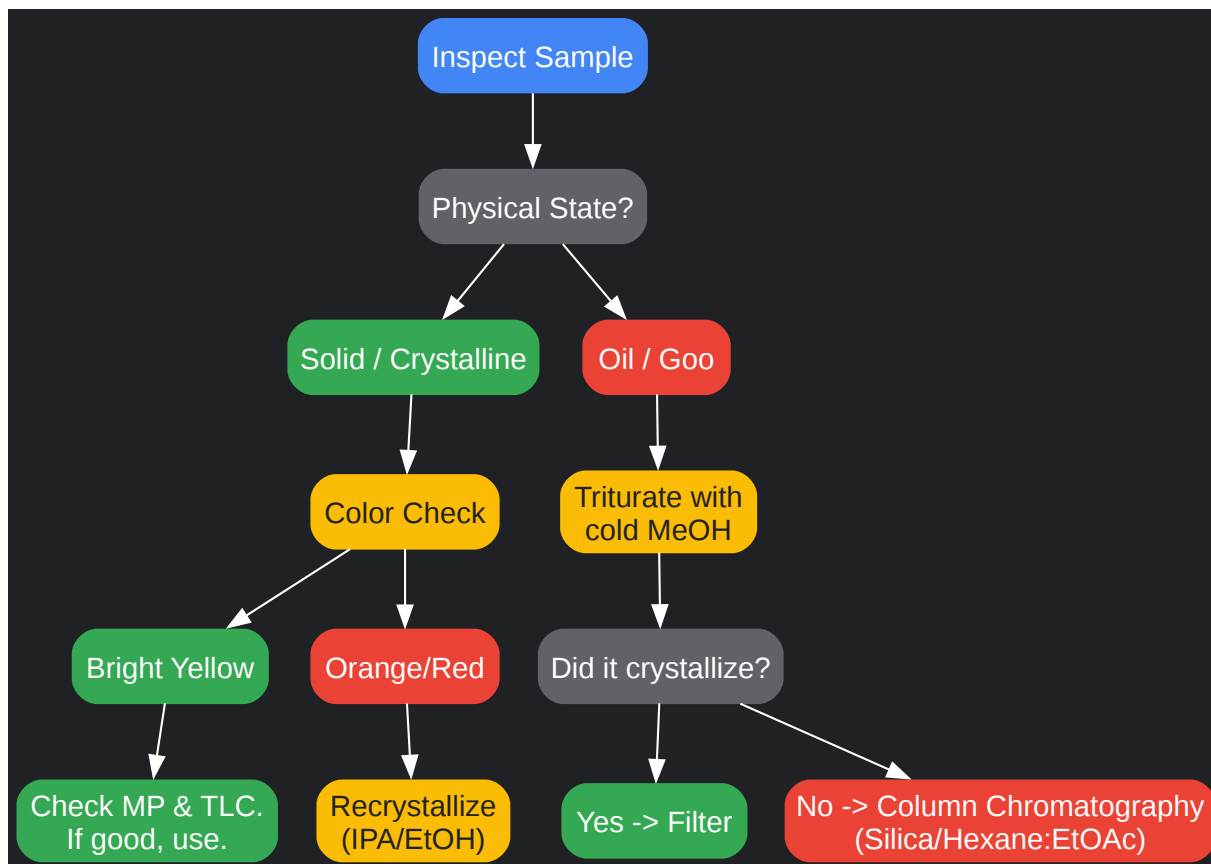 Inspect Sample
Physical State?
Solid / Crystalline
Oil / Goo
Color Check
Triturate with
cold MeOH
Bright Yellow
Orange/Red
Did it crystallize?
Check MP & TLC.
If good, use.
Recrystallize
(IPA/EtOH)
Yes -> Filter
No -> Column Chromatography
(Silica/Hexane:EtOAc)